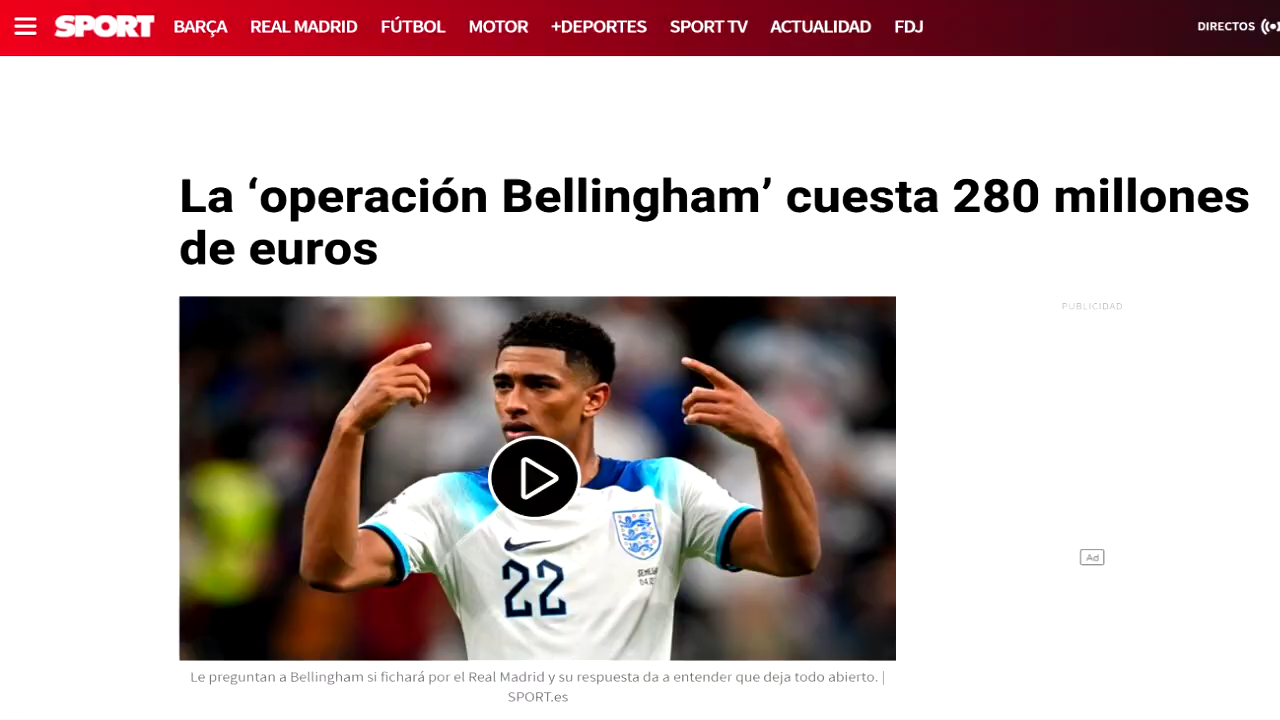 SPORT BARÇA REAL MADRID FÚTBOL MOTOR +DEPORTES SPORT TV ACTUALIDAD FDJ DIRECTOS
La ‘operación Bellingham’ cuesta 280 millones
de euros
PUBLICIDAD
22
Ad
Le preguntan a Bellingham si fichará por el Real Madrid y su respuesta da a entender que deja todo abierto. |
SPORT.es